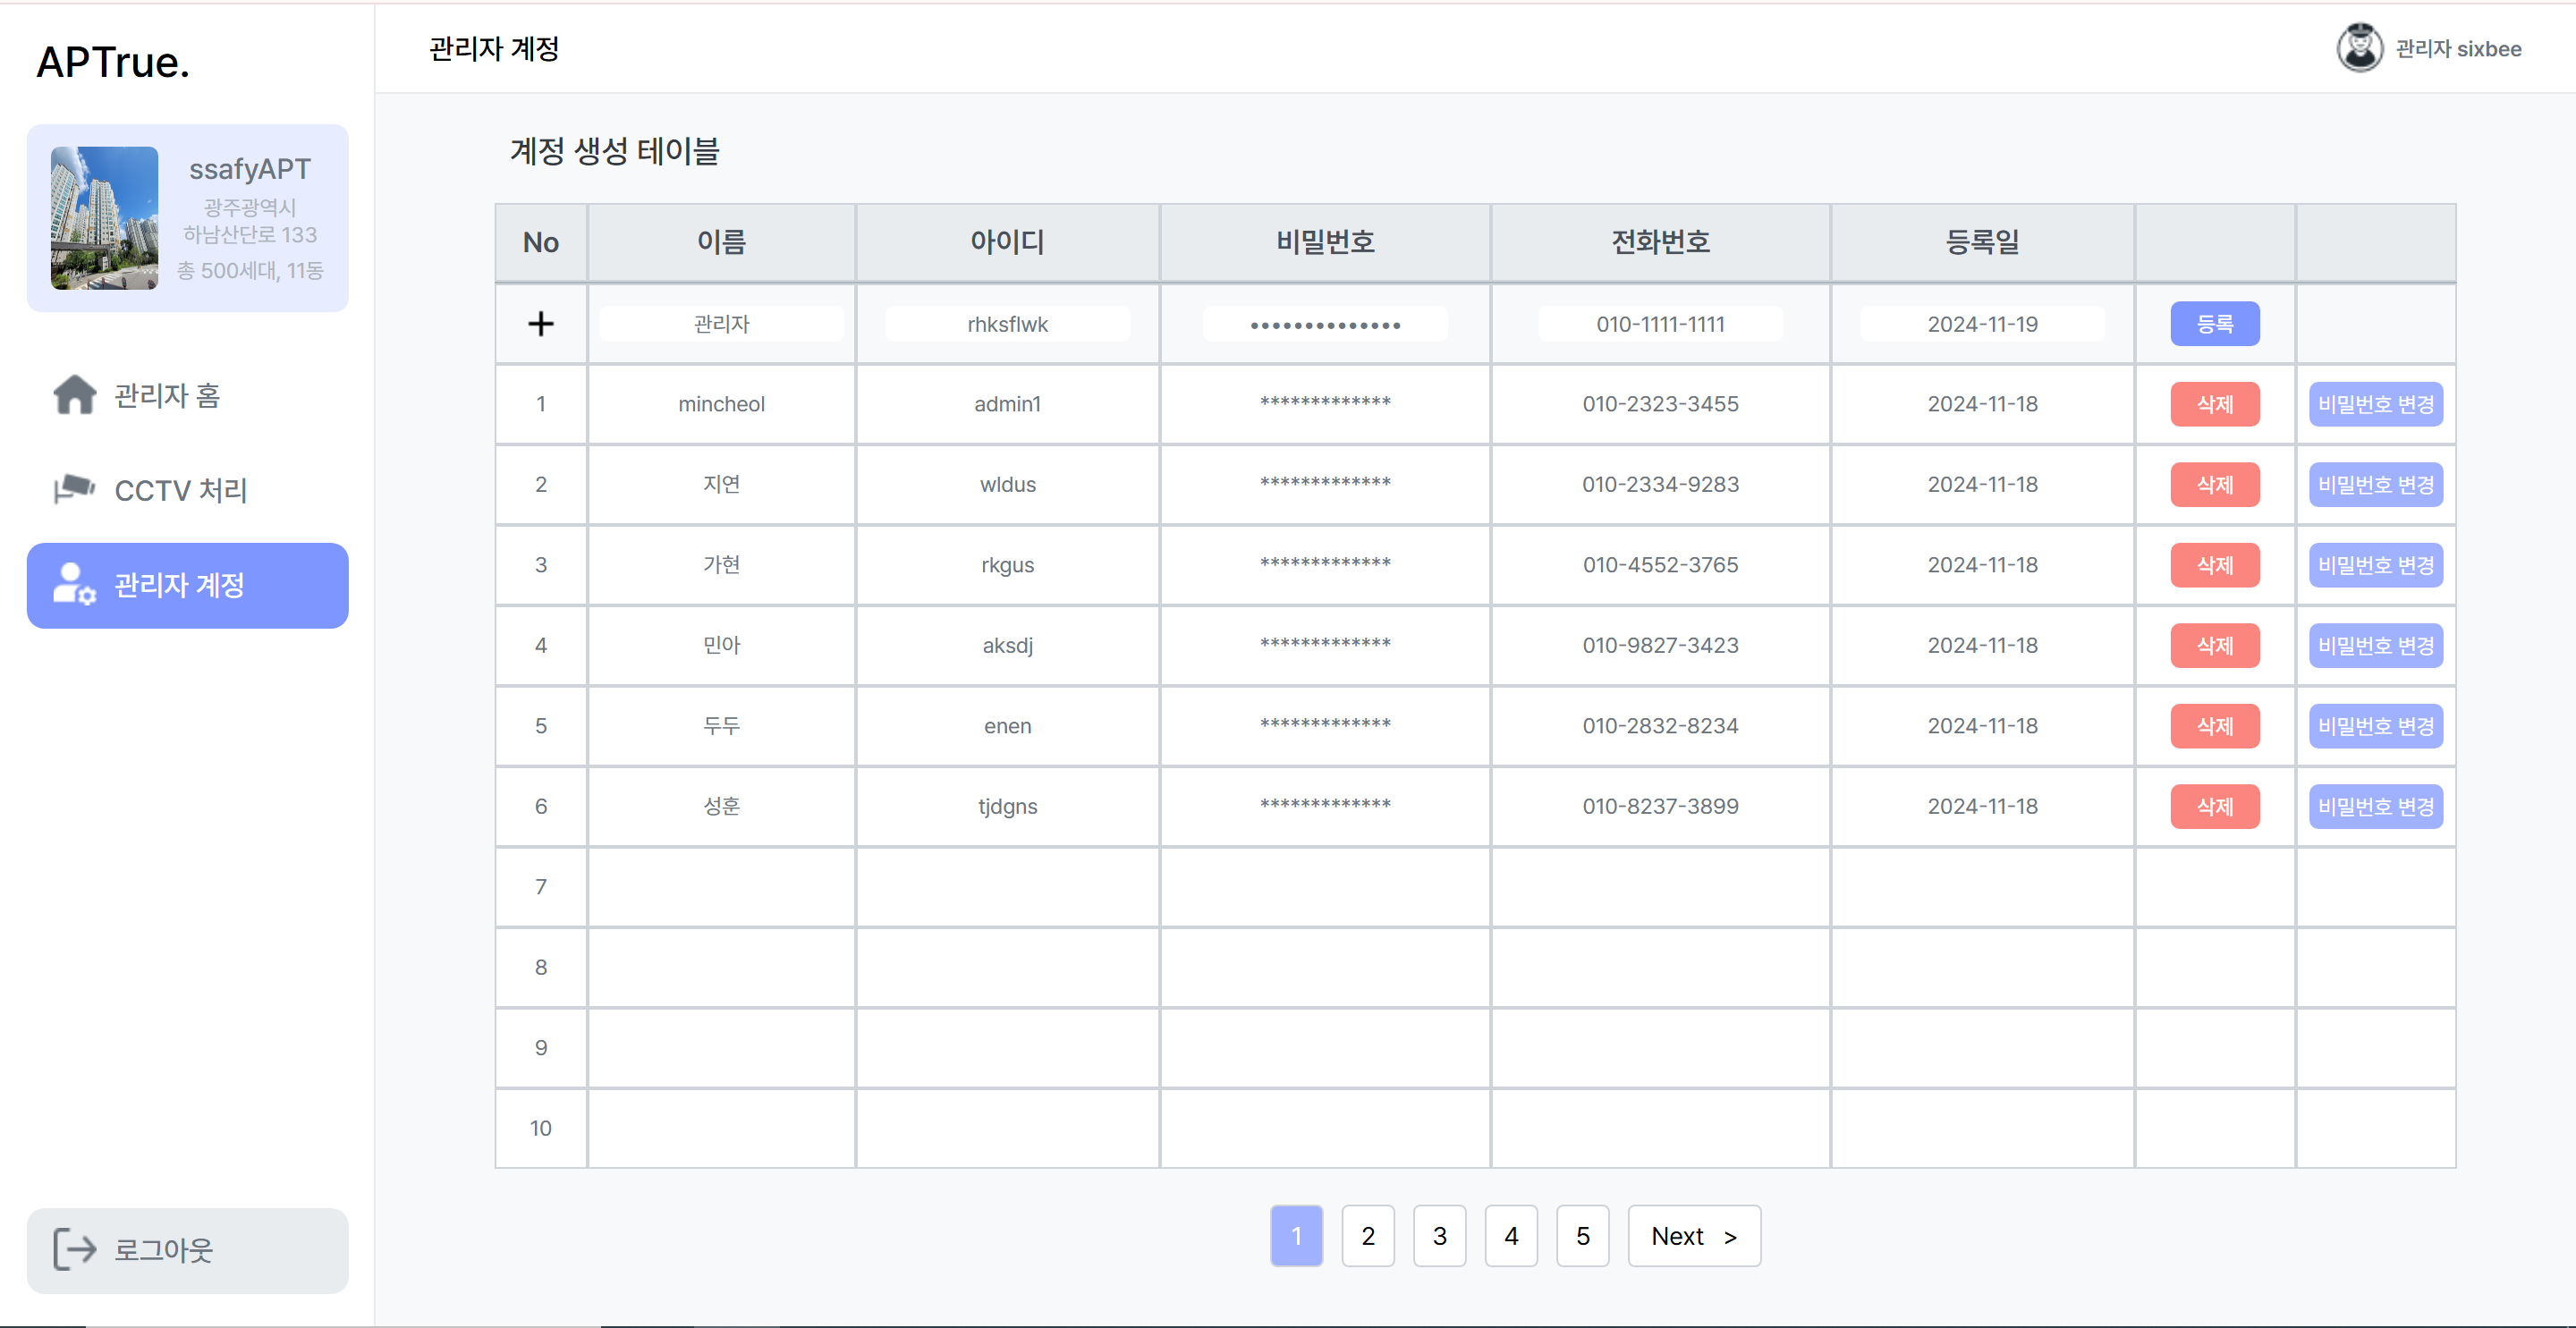 APTrue.
ssafyAPT
광주광역시
하남산단로 133
총 500세대, 11동
관리자 홈
CCTV 처리
관리자 계정
로그아웃
관리자 계정
관리자 sixbee
계정 생성 테이블
No 이름 아이디 비밀번호 전화번호 등록일
+ 관리자 rhksflwk •••••••••••••• 010-1111-1111 2024-11-19 등록
1 mincheol admin1 ************* 010-2323-3455 2024-11-18 삭제 비밀번호 변경
2 지연 wldus ************* 010-2334-9283 2024-11-18 삭제 비밀번호 변경
3 가현 rkgus ************* 010-4552-3765 2024-11-18 삭제 비밀번호 변경
4 민아 aksdj ************* 010-9827-3423 2024-11-18 삭제 비밀번호 변경
5 두두 enen ************* 010-2832-8234 2024-11-18 삭제 비밀번호 변경
6 성훈 tjdgns ************* 010-8237-3899 2024-11-18 삭제 비밀번호 변경
7
8
9
10
1 2 3 4 5 Next >